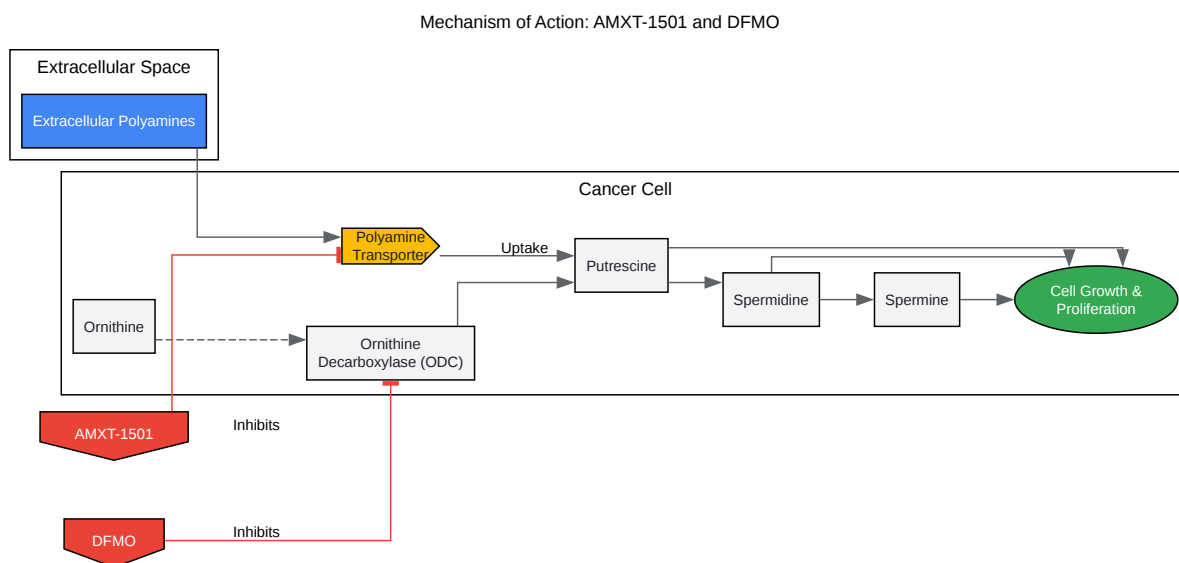 Mechanism of Action: AMXT-1501 and DFMO
Extracellular Space
Extracellular Polyamines
Cancer Cell
Polyamine
Transporter
Uptake
Putrescine
Spermidine
Spermine
Cell Growth &
Proliferation
Ornithine
Ornithine
Decarboxylase (ODC)
AMXT-1501
Inhibits
DFMO
Inhibits